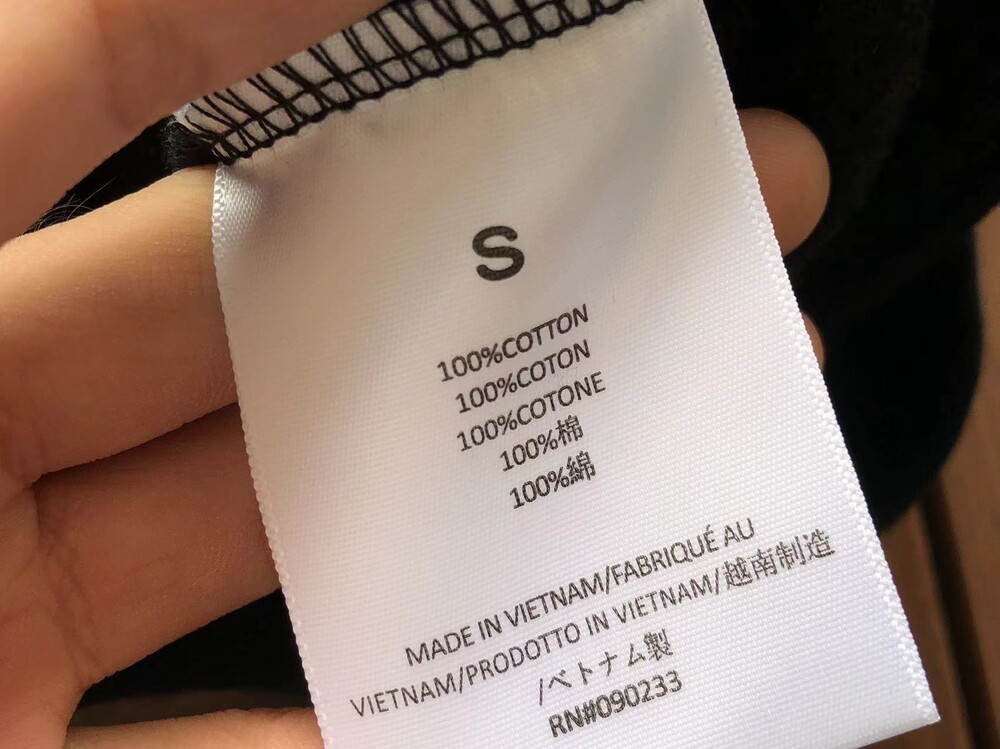 S
100%COTTON
100%COTON
100%COTONE
100%棉
100%綿
MADE IN VIETNAM/FABRIQUÉ AU
VIETNAM/PRODOTTO IN VIETNAM/越南制造
/ベトナム製
RN#090233